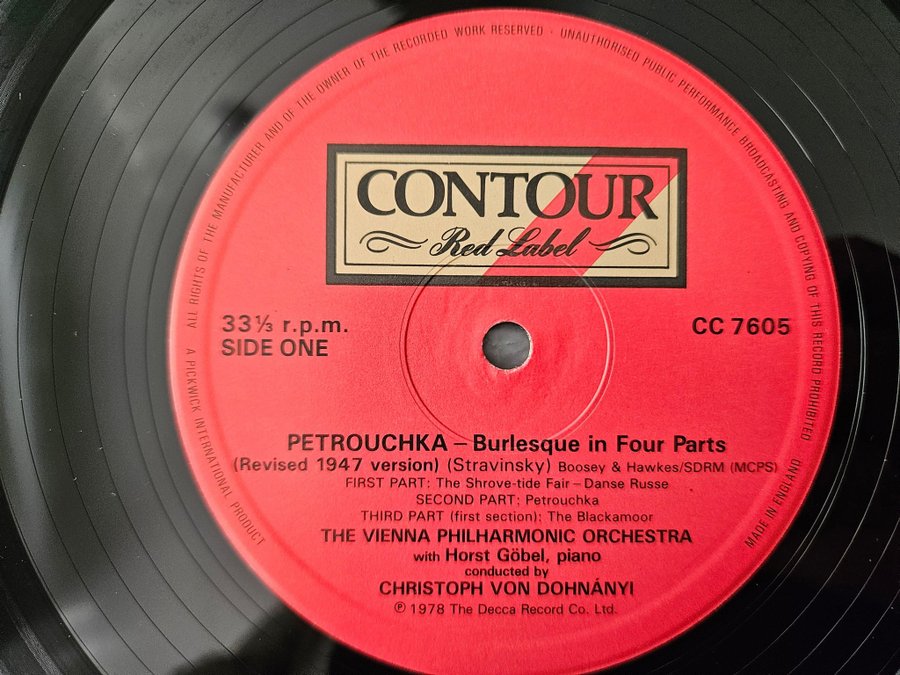 ALL RIGHTS OF THE MANUFACTURER AND OF THE OWNER OF THE RECORDED WORK RESERVED · UNAUTHORISED PUBLIC PERFORMANCE BROADCASTING AND COPYING OF THIS RECORD PROHIBITED
CONTOUR
Red Label
33⅓ r.p.m.
SIDE ONE
CC 7605
PETROUCHKA – Burlesque in Four Parts
(Revised 1947 version) (Stravinsky) Boosey & Hawkes/SDRM (MCPS)
FIRST PART: The Shrove-tide Fair – Danse Russe
SECOND PART: Petrouchka
THIRD PART (first section): The Blackamoor
THE VIENNA PHILHARMONIC ORCHESTRA
with Horst Göbel, piano
conducted by
CHRISTOPH VON DOHNÁNYI
℗ 1978 The Decca Record Co. Ltd.
A PICKWICK INTERNATIONAL PRODUCT
MADE IN ENGLAND